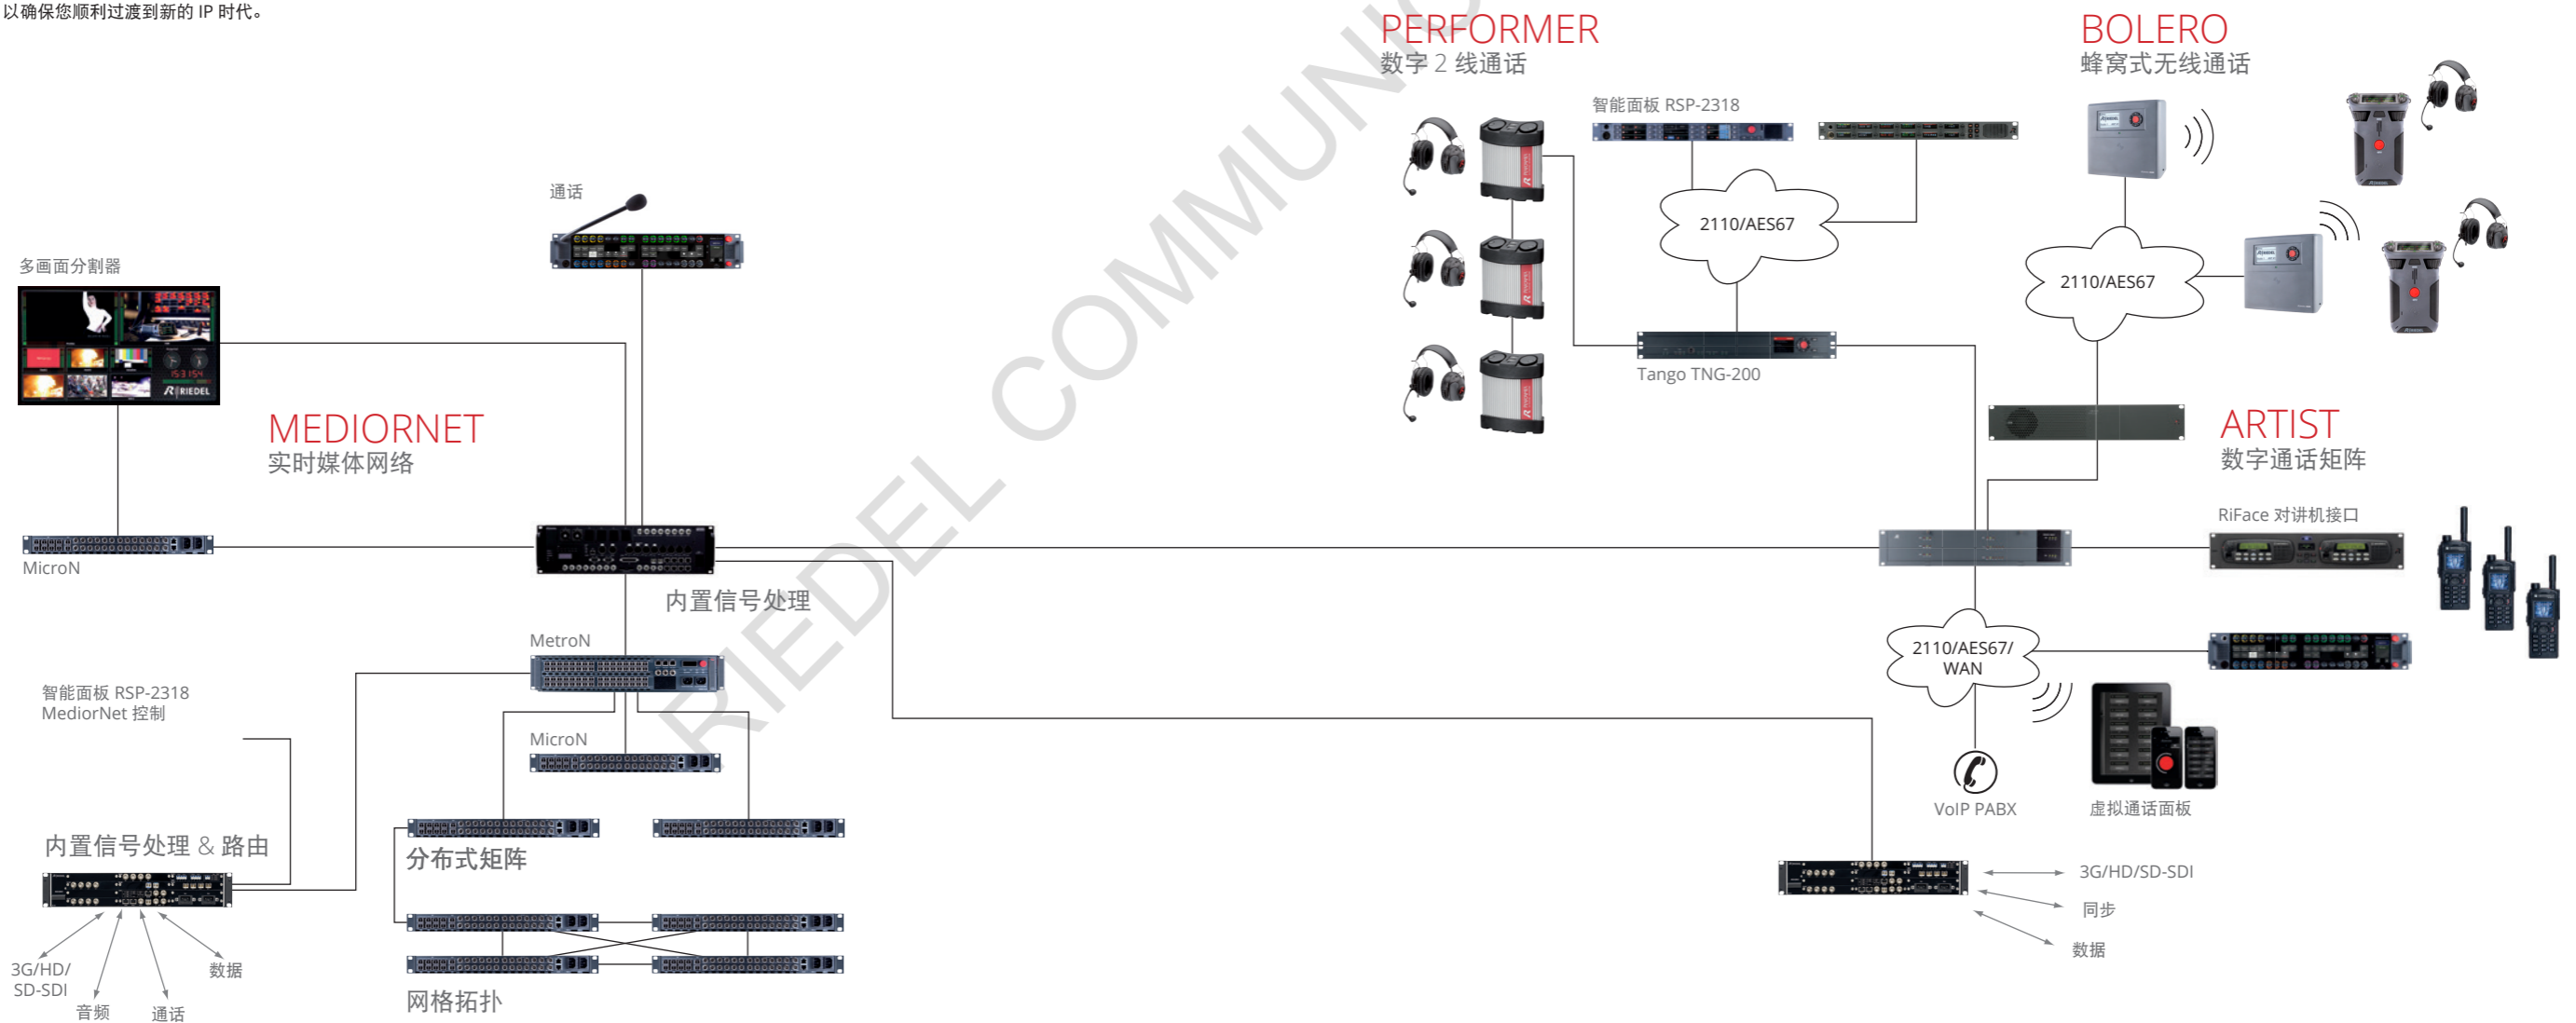 以确保您顺利过渡到新的 IP 时代。
PERFORMER
数字 2 线通话
BOLERO
蜂窝式无线通话
智能面板 RSP-2318
通话
2110/AES67
多画面分割器
2110/AES67
15:31:54
RIEDEL
Tango TNG-200
MEDIORNET
实时媒体网络
ARTIST
数字通话矩阵
RiFace 对讲机接口
MicroN
内置信号处理
MetroN
2110/AES67/
WAN
智能面板 RSP-2318
MediorNet 控制
MicroN
VoIP PABX
虚拟通话面板
内置信号处理 & 路由
分布式矩阵
3G/HD/SD-SDI
同步
数据
3G/HD/
SD-SDI
音频
通话
数据
网格拓扑
RIEDEL COMMUNIC